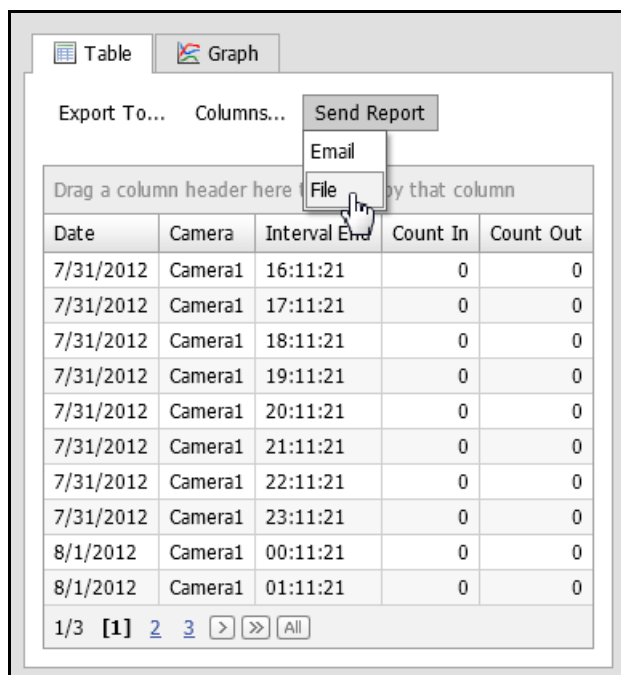 Table Graph
Export To... Columns... Send Report
Email
File
Drag a column header here by that column
Date Camera Interval End Count In Count Out
7/31/2012 Camera1 16:11:21 0 0
7/31/2012 Camera1 17:11:21 0 0
7/31/2012 Camera1 18:11:21 0 0
7/31/2012 Camera1 19:11:21 0 0
7/31/2012 Camera1 20:11:21 0 0
7/31/2012 Camera1 21:11:21 0 0
7/31/2012 Camera1 22:11:21 0 0
7/31/2012 Camera1 23:11:21 0 0
8/1/2012 Camera1 00:11:21 0 0
8/1/2012 Camera1 01:11:21 0 0
1/3 [1] 2 3 > » All